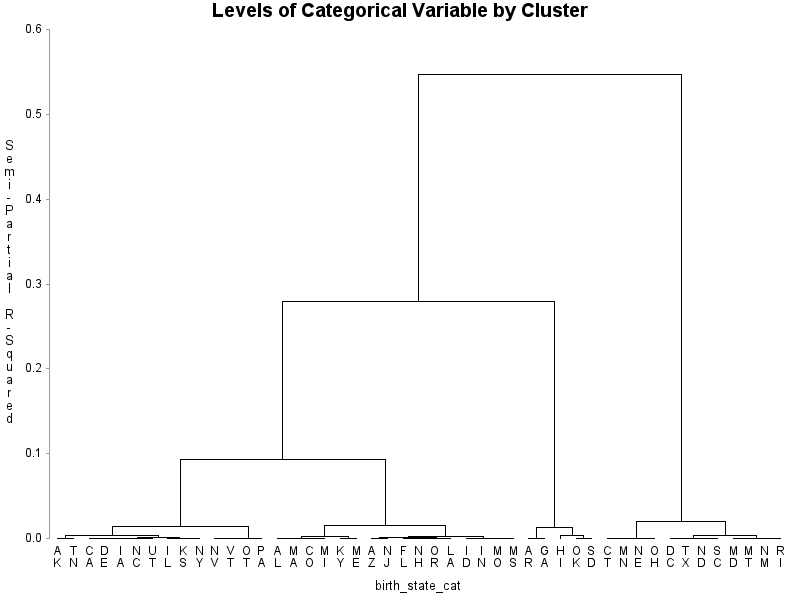 Levels of Categorical Variable by Cluster
0.6
0.5
0.4
0.3
0.2
0.1
0.0
Semi-Partial R-Squared
A T C D I N U I K N N V O P A M C M K M A N F N O L I I M M A G H O S C M N O D T N S M M N R
K N A E A C T L S Y V T T A L A O I Y E Z J L H R A D N O S R A I K D T N E H C X D C D T M I
birth_state_cat